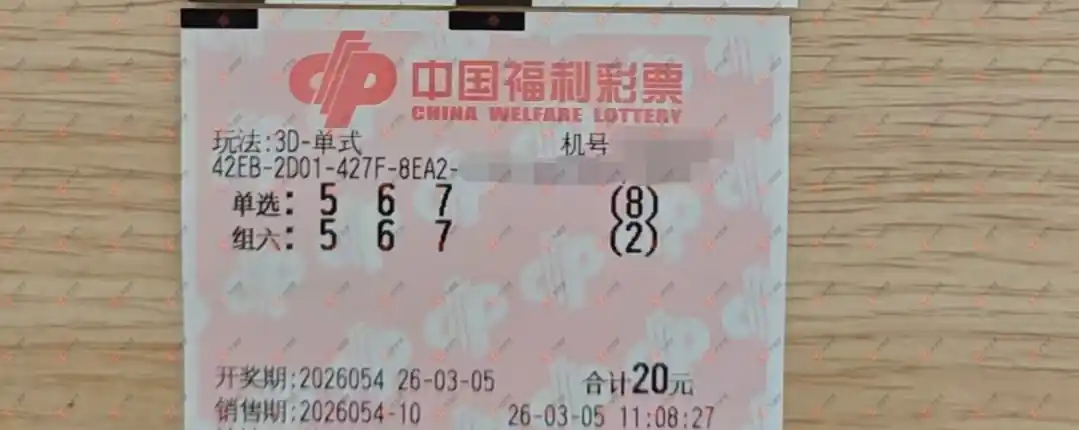 中国福利彩票
CHINA WELFARE LOTTERY
玩法:3D-单式 机号
42EB-2D01-427F-8EA2-
单选: 5 6 7 (8)
组六: 5 6 7 (2)
开奖期:2026054 26-03-05 合计20元
销售期:2026054-10 26-03-05 11:08:27